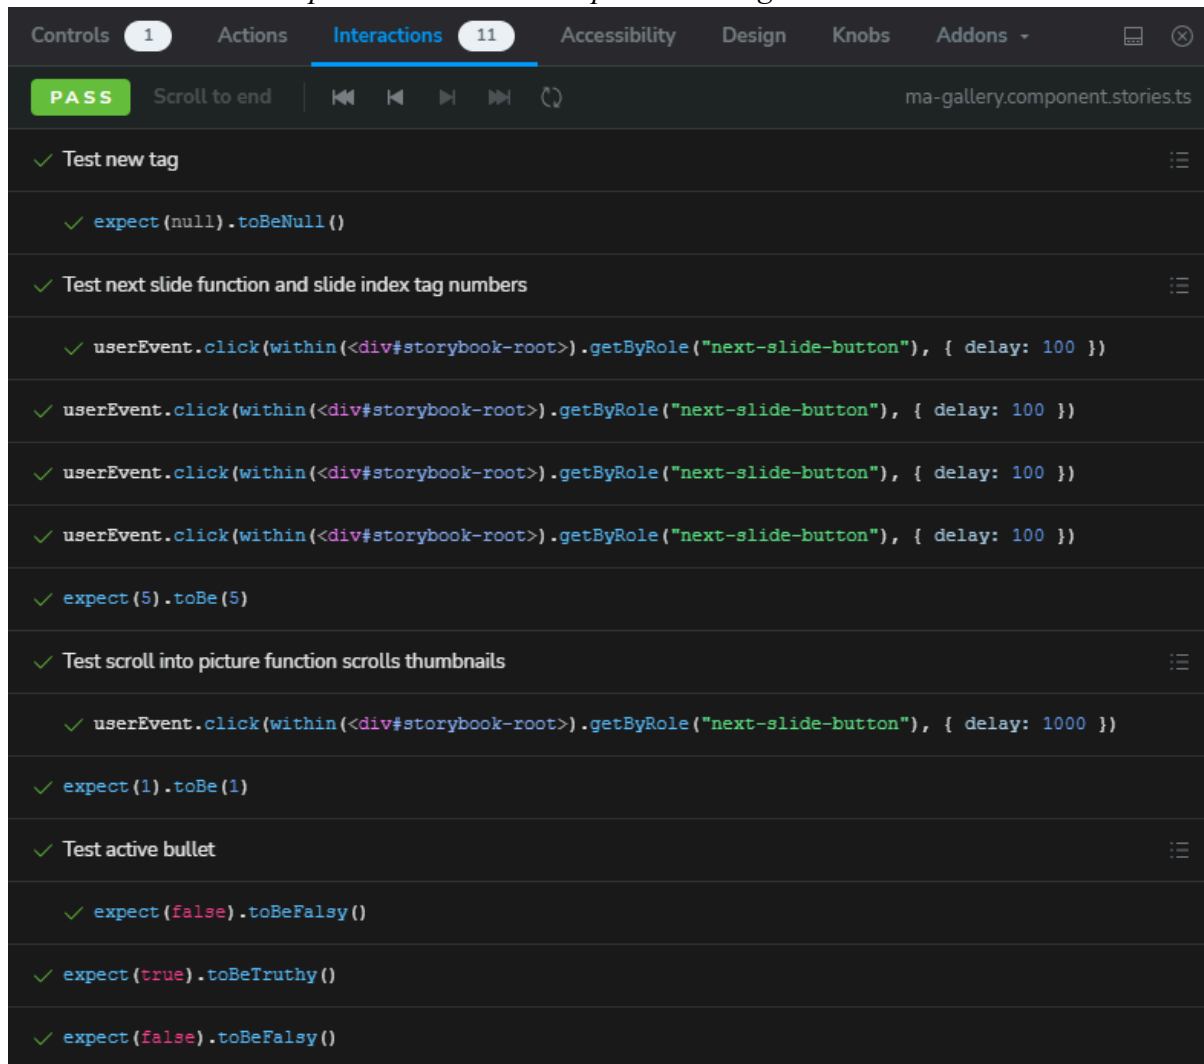 Controls 1 Actions Interactions 11 Accessibility Design Knobs Addons
PASS Scroll to end ma-gallery.component.stories.ts
Test new tag
expect(null).toBeNull()
Test next slide function and slide index tag numbers
userEvent.click(within(<div#storybook-root>).getByRole("next-slide-button"), { delay: 100 })
userEvent.click(within(<div#storybook-root>).getByRole("next-slide-button"), { delay: 100 })
userEvent.click(within(<div#storybook-root>).getByRole("next-slide-button"), { delay: 100 })
userEvent.click(within(<div#storybook-root>).getByRole("next-slide-button"), { delay: 100 })
expect(5).toBe(5)
Test scroll into picture function scrolls thumbnails
userEvent.click(within(<div#storybook-root>).getByRole("next-slide-button"), { delay: 1000 })
expect(1).toBe(1)
Test active bullet
expect(false).toBeFalsy()
expect(true).toBeTruthy()
expect(false).toBeFalsy()